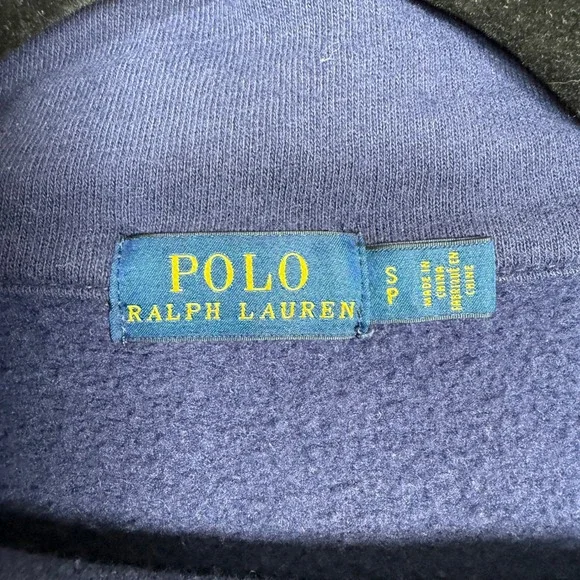 POLO
RALPH LAUREN
S
P
MADE IN
CHINA
FABRIQUÉ EN
CHINE